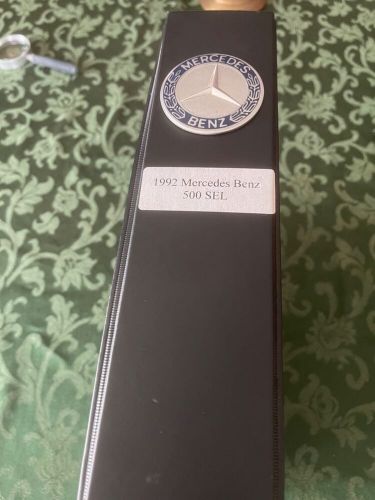 MERCEDES
BENZ
1992 Mercedes Benz
500 SEL